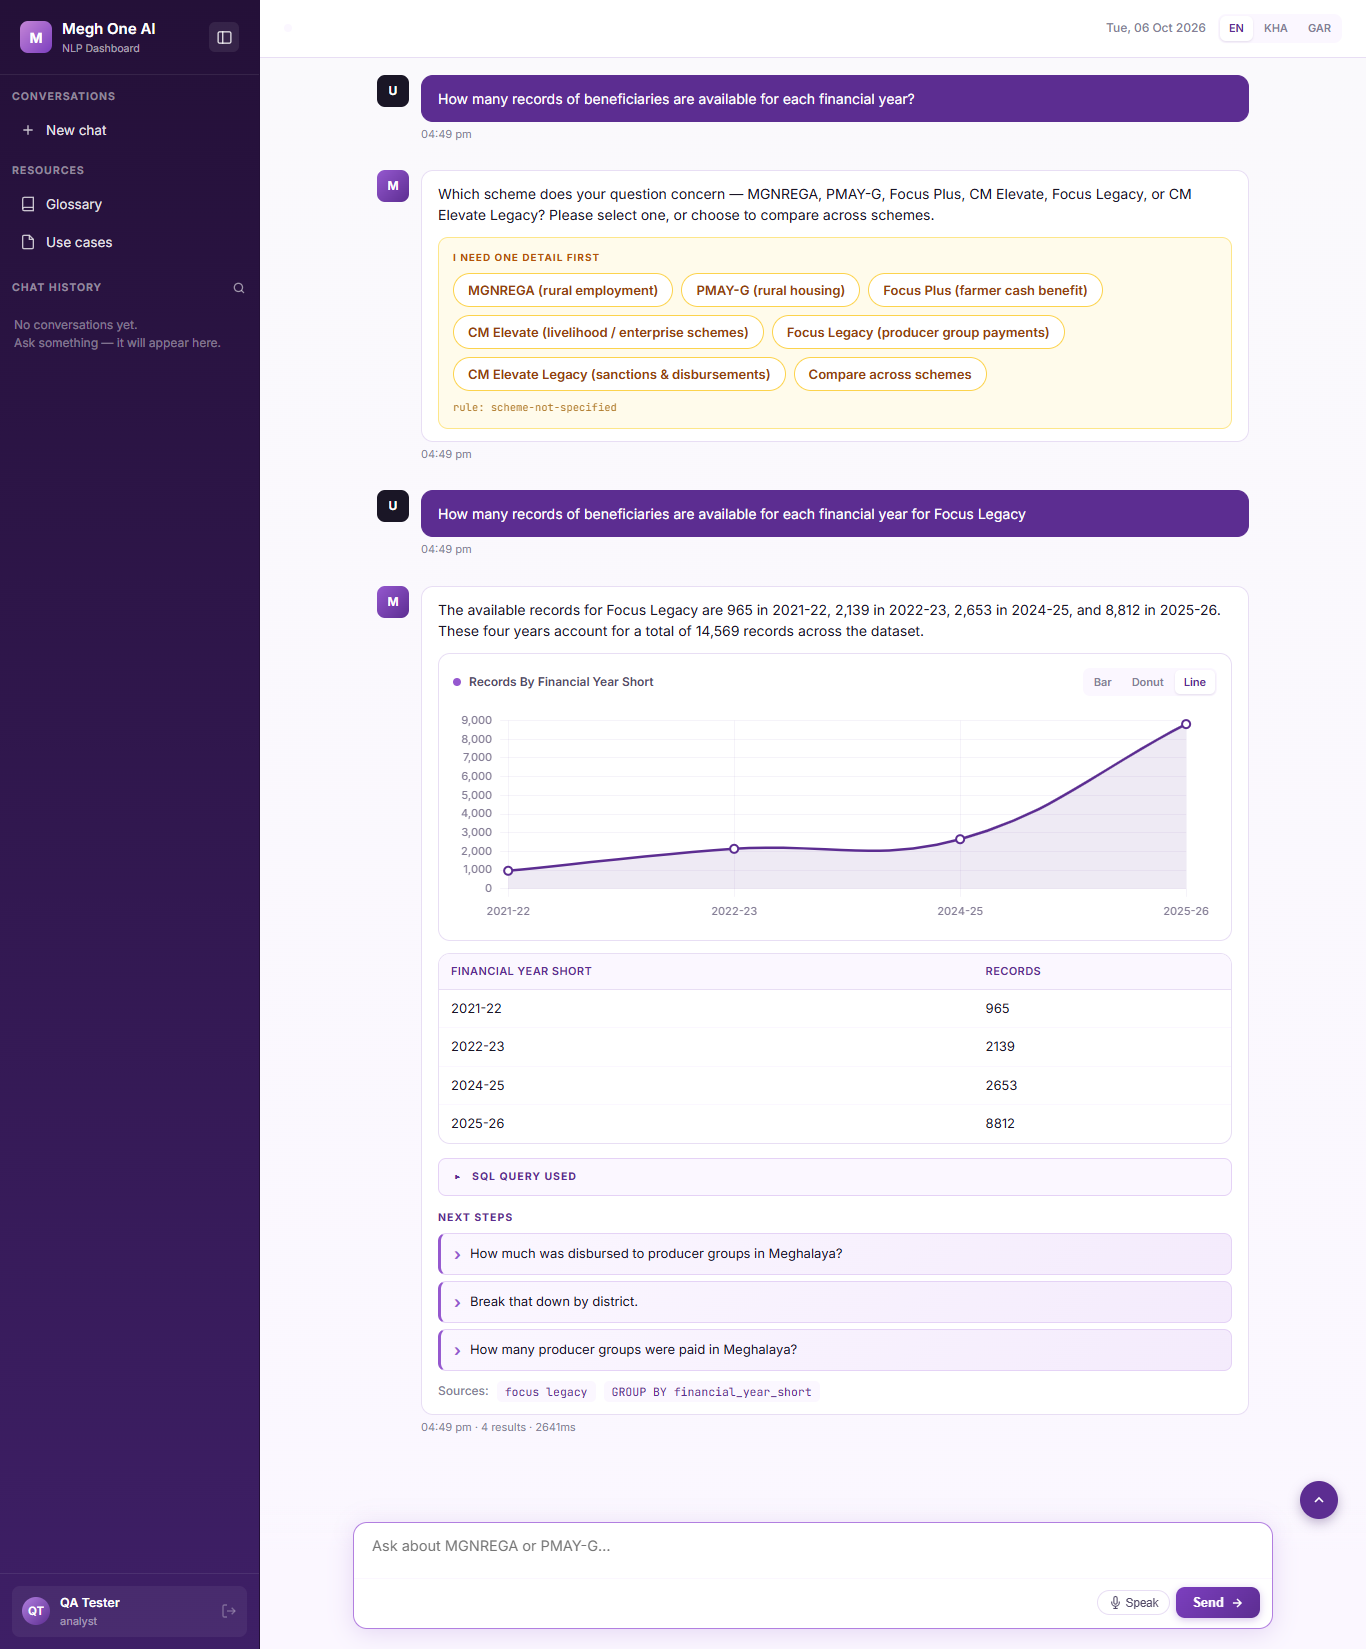 M
Megh One AI
NLP Dashboard
CONVERSATIONS
New chat
RESOURCES
Glossary
Use cases
CHAT HISTORY
No conversations yet.
Ask something — it will appear here.
QT
QA Tester
analyst
Tue, 06 Oct 2026
EN KHA GAR
U
How many records of beneficiaries are available for each financial year?
04:49 pm
M
Which scheme does your question concern — MGNREGA, PMAY-G, Focus Plus, CM Elevate, Focus Legacy, or CM
Elevate Legacy? Please select one, or choose to compare across schemes.
I NEED ONE DETAIL FIRST
MGNREGA (rural employment) PMAY-G (rural housing) Focus Plus (farmer cash benefit)
CM Elevate (livelihood / enterprise schemes) Focus Legacy (producer group payments)
CM Elevate Legacy (sanctions & disbursements) Compare across schemes
rule: scheme-not-specified
04:49 pm
U
How many records of beneficiaries are available for each financial year for Focus Legacy
04:49 pm
M
The available records for Focus Legacy are 965 in 2021-22, 2,139 in 2022-23, 2,653 in 2024-25, and 8,812 in 2025-26.
These four years account for a total of 14,569 records across the dataset.
Records By Financial Year Short
Bar Donut Line
9,000
8,000
7,000
6,000
5,000
4,000
3,000
2,000
1,000
0
2021-22 2022-23 2024-25 2025-26
FINANCIAL YEAR SHORT RECORDS
2021-22 965
2022-23 2139
2024-25 2653
2025-26 8812
SQL QUERY USED
NEXT STEPS
How much was disbursed to producer groups in Meghalaya?
Break that down by district.
How many producer groups were paid in Meghalaya?
Sources: focus legacy GROUP BY financial_year_short
04:49 pm · 4 results · 2641ms
Ask about MGNREGA or PMAY-G...
Speak
Send →